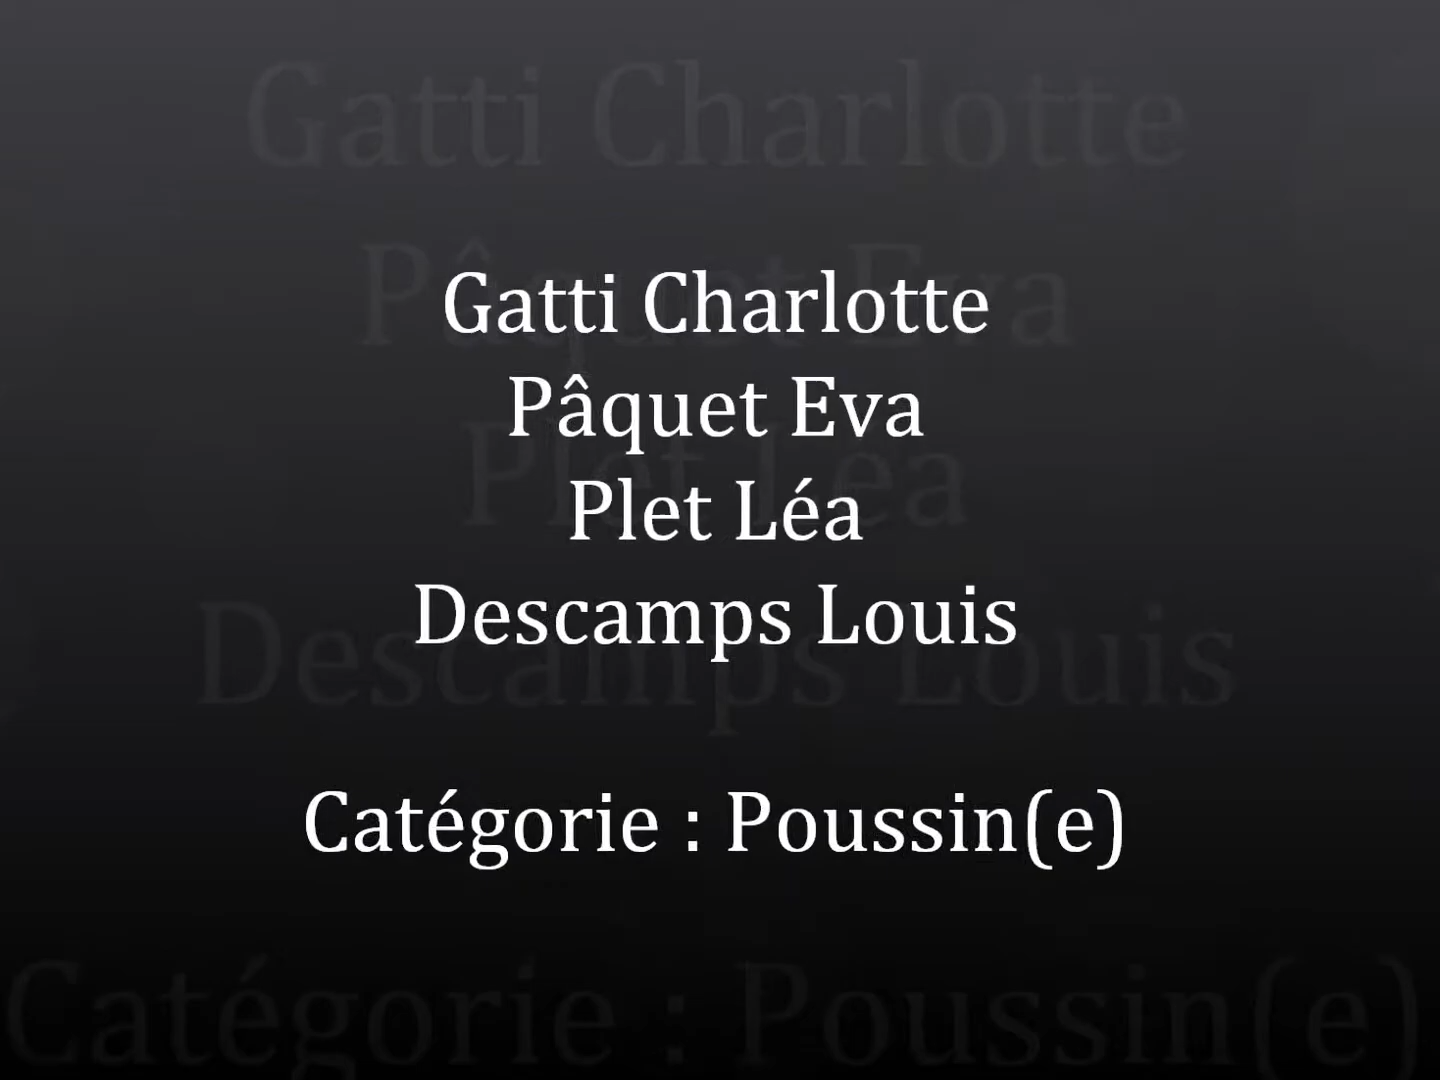 Gatti Charlotte
Pâquet Eva
Plet Léa
Descamps Louis
Catégorie : Poussin(e)